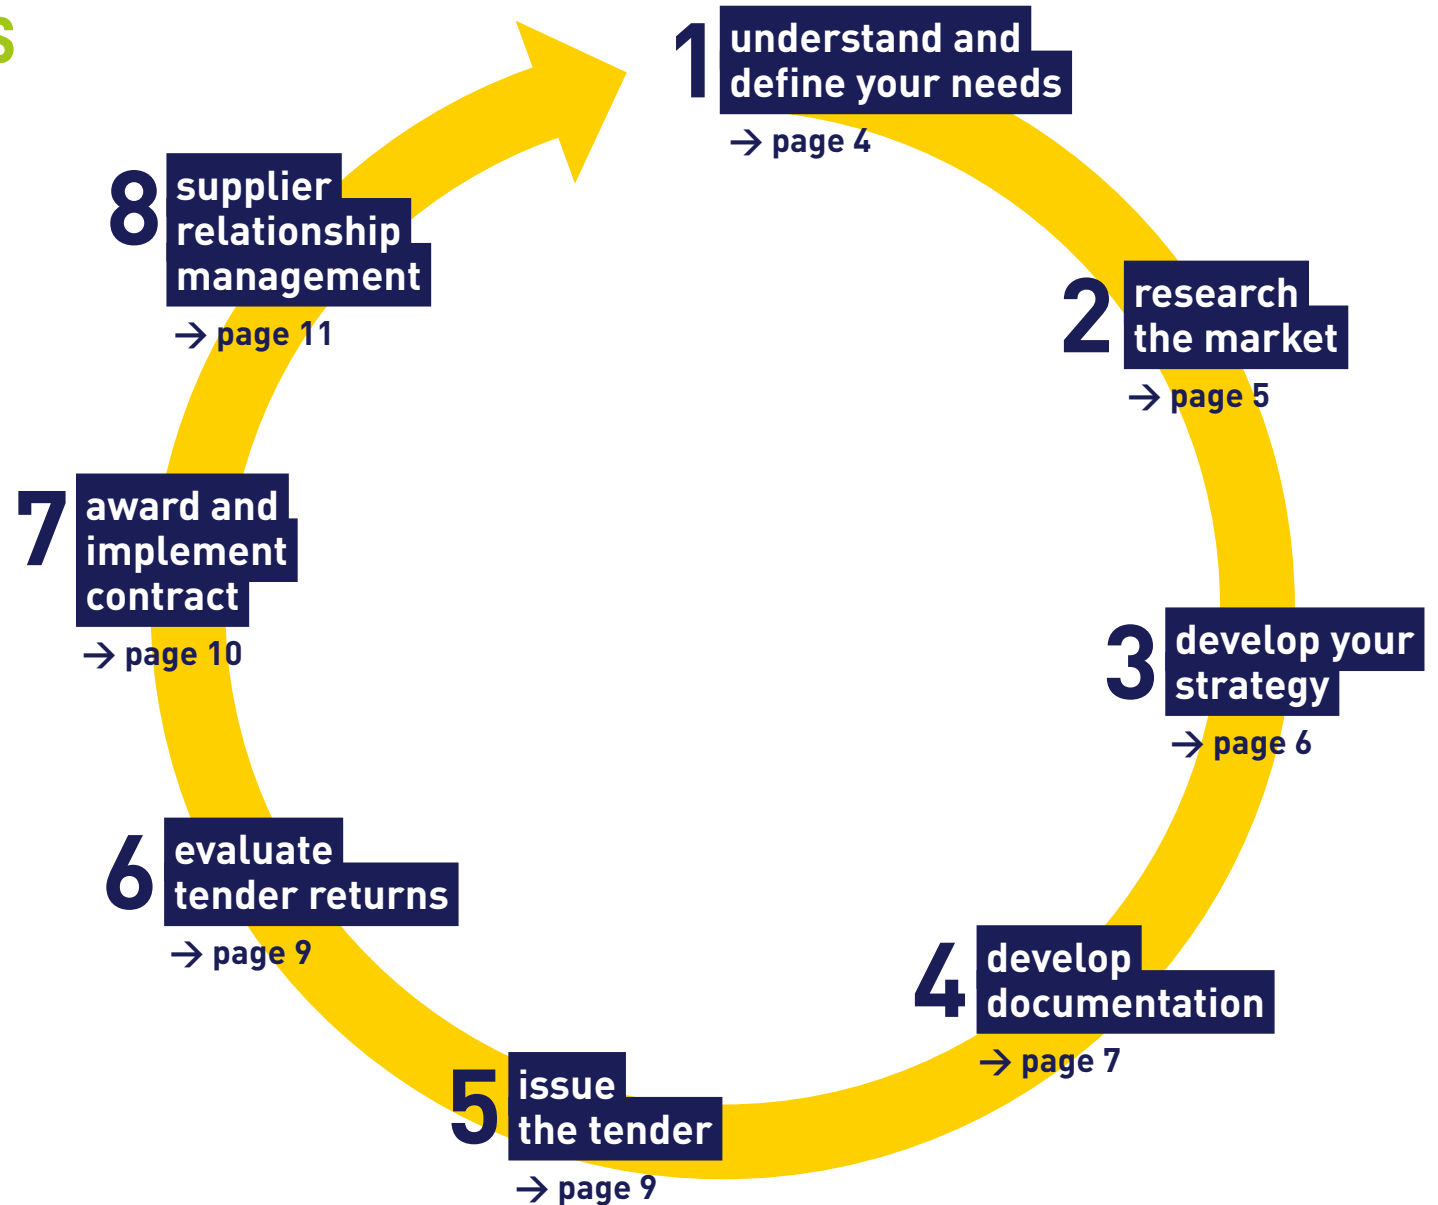 s
1
understand and
define your needs
→ page 4
2
research
the market
→ page 5
3
develop your
strategy
→ page 6
4
develop
documentation
→ page 7
5
issue
the tender
→ page 9
6
evaluate
tender returns
→ page 9
7
award and
implement
contract
→ page 10
8
supplier
relationship
management
→ page 11